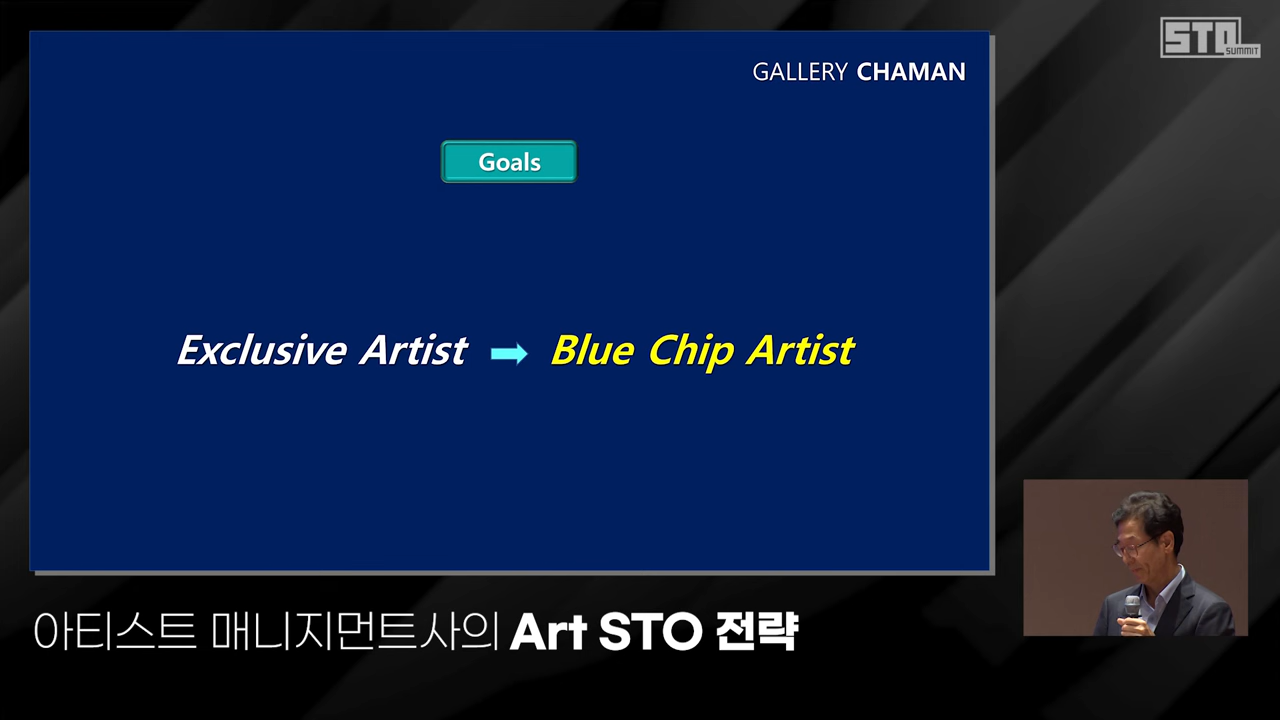 STO
SUMMIT
GALLERY CHAMAN
Goals
Exclusive Artist ➡ Blue Chip Artist
아티스트 매니지먼트사의 Art STO 전략